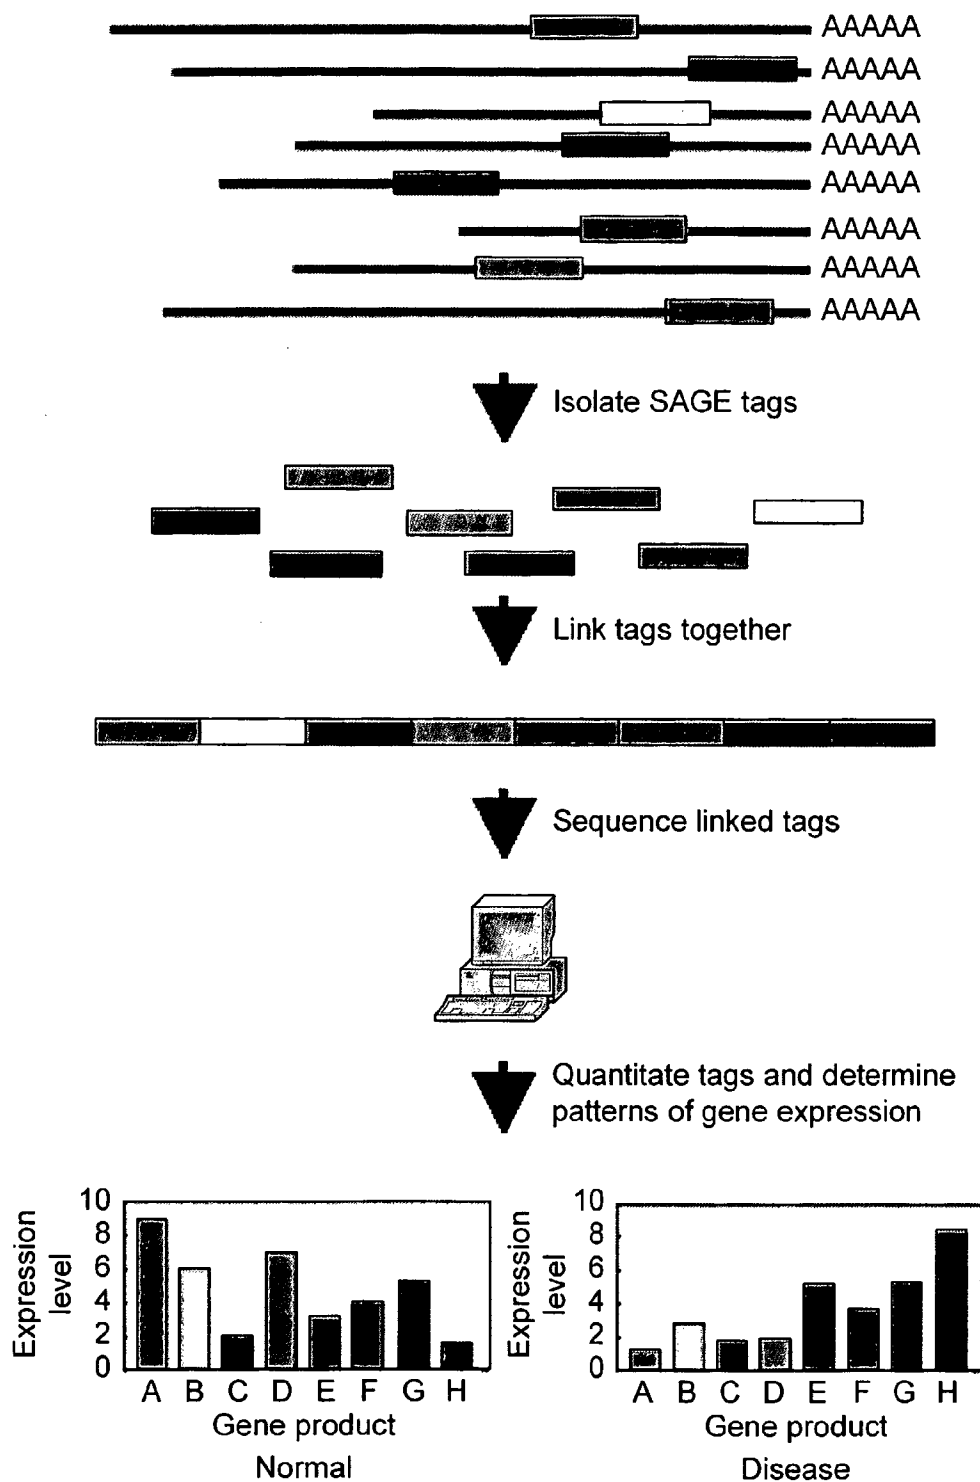 AAAAA
AAAAA
AAAAA
AAAAA
AAAAA
AAAAA
AAAAA
AAAAA
Isolate SAGE tags
Link tags together
Sequence linked tags
Quantitate tags and determine
patterns of gene expression
Expression
level
10
8
6
4
2
0
A B C D E F G H
Gene product
Normal
Expression
level
10
8
6
4
2
0
A B C D E F G H
Gene product
Disease